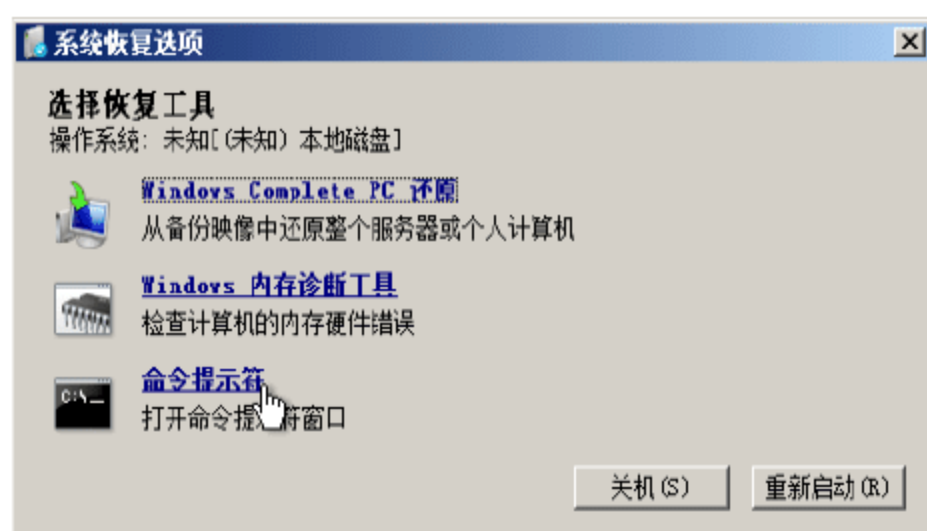 系统恢复选项
选择恢复工具
操作系统: 未知[(未知) 本地磁盘]
Windows Complete PC 还原
从备份映像中还原整个服务器或个人计算机
Windows 内存诊断工具
检查计算机的内存硬件错误
C:\_
命令提示符
打开命令提示符窗口
关机(S)
重新启动(R)